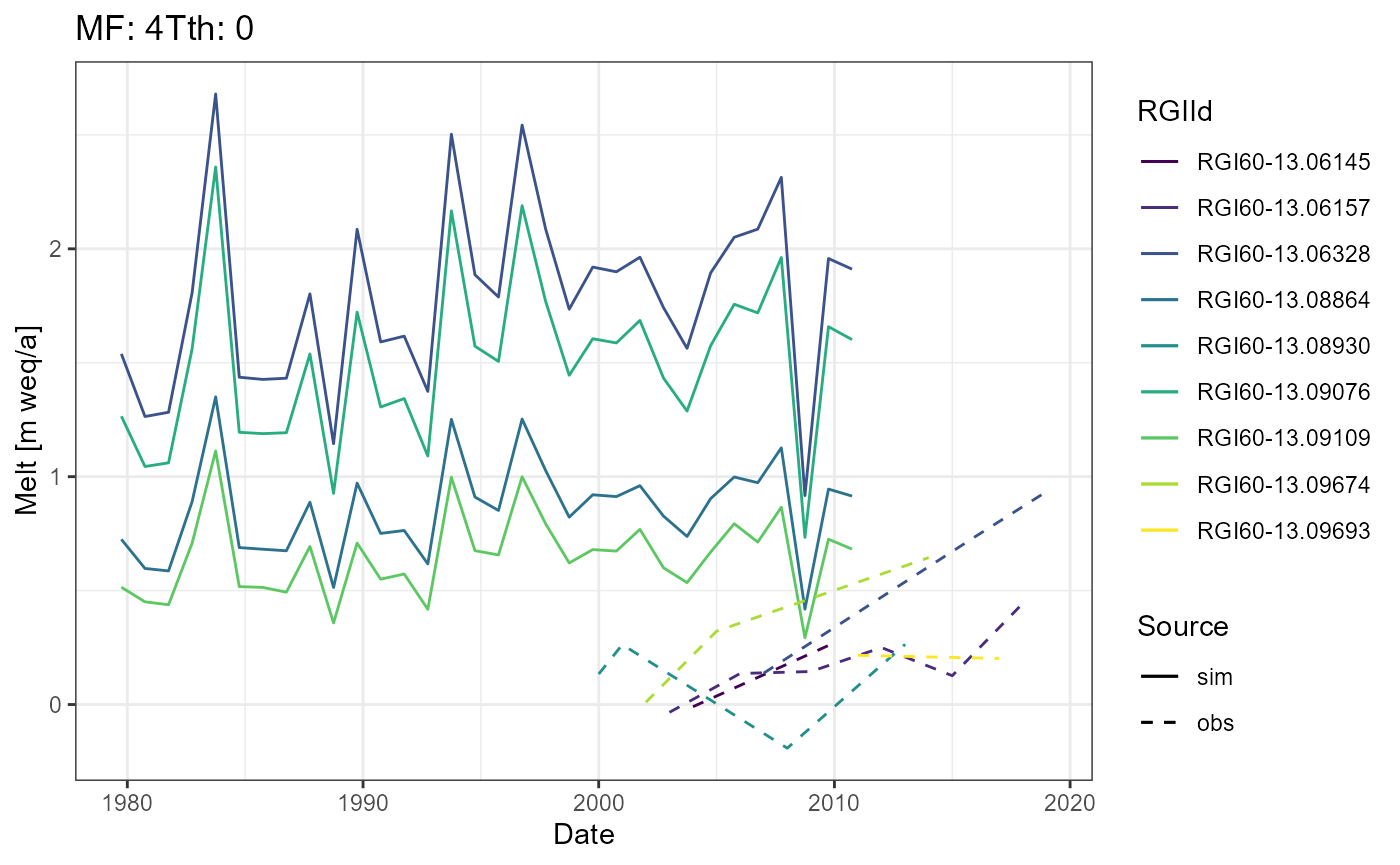 MF: 4Tth: 0
Melt [m weq/a]
2
1
0
1980 1990 2000 2010 2020
Date
RGIId
RGI60-13.06145
RGI60-13.06157
RGI60-13.06328
RGI60-13.08864
RGI60-13.08930
RGI60-13.09076
RGI60-13.09109
RGI60-13.09674
RGI60-13.09693
Source
sim
obs